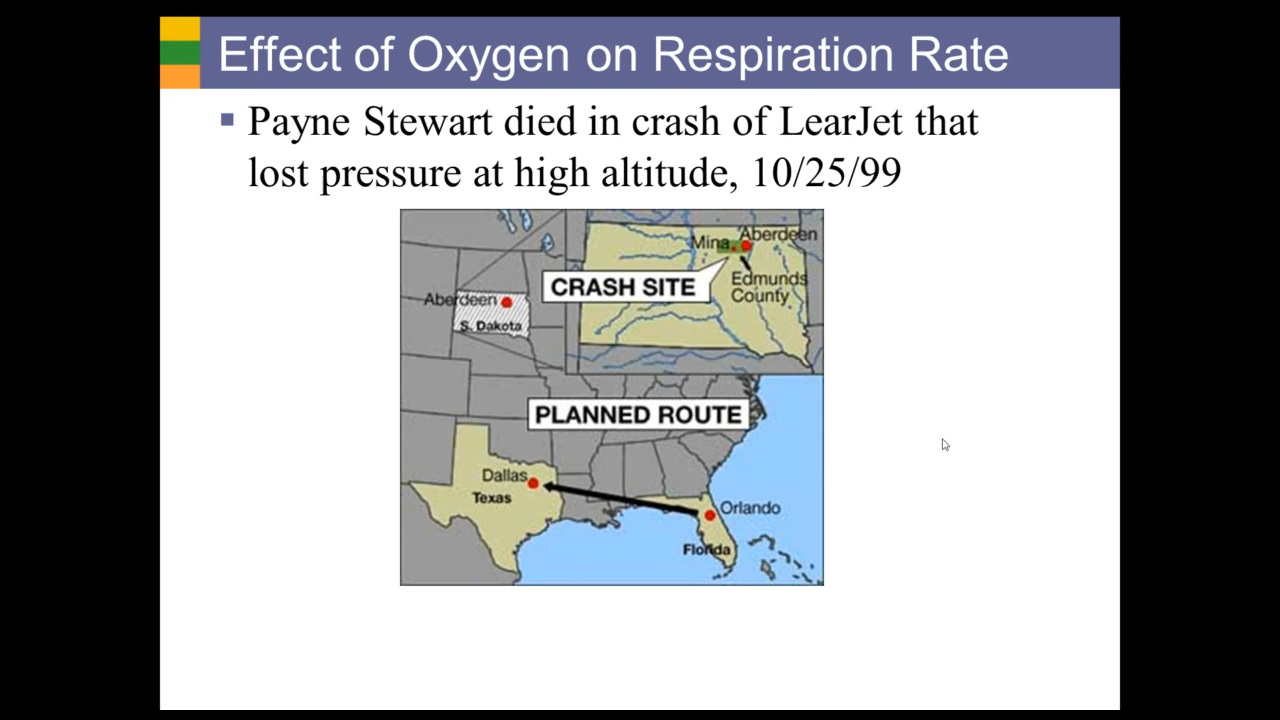 Effect of Oxygen on Respiration Rate
Payne Stewart died in crash of LearJet that
lost pressure at high altitude, 10/25/99
Mina
Aberdeen
CRASH SITE
Edmunds
County
Aberdeen
S. Dakota
PLANNED ROUTE
Dallas
Texas
Orlando
Florida